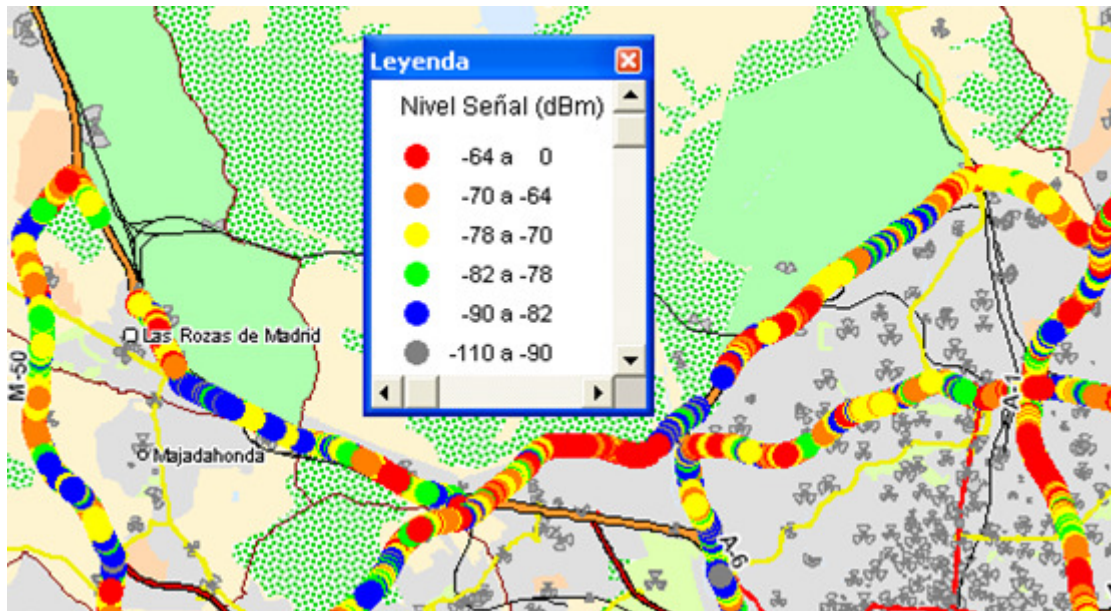 Leyenda
Nivel Señal (dBm)
-64 a 0
-70 a -64
-78 a -70
-82 a -78
-90 a -82
-110 a -90
Las Rozas de Madrid
M-50
Majadahonda
A-1
A-6